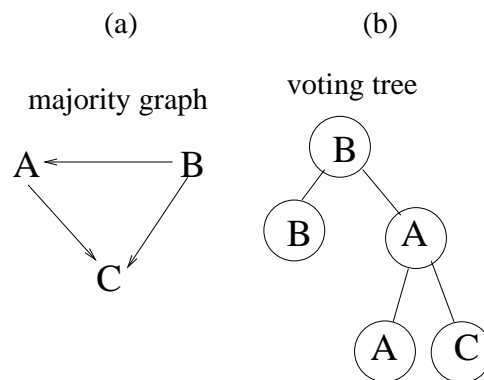 (a)
majority graph
A B
C
(b)
voting tree
B
B A
A C